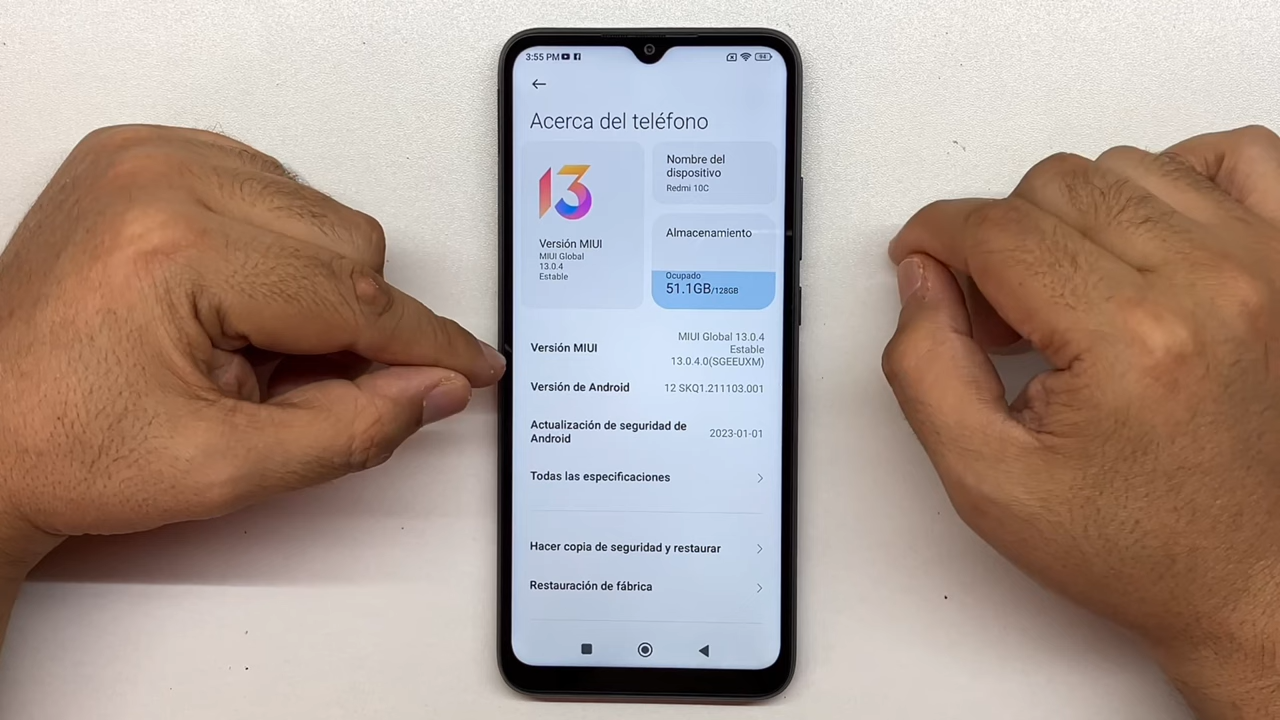 3:55 PM
94
Acerca del teléfono
13
Versión MIUI
MIUI Global
13.0.4
Estable
Nombre del
dispositivo
Redmi 10C
Almacenamiento
Ocupado
51.1GB/128GB
Versión MIUI
MIUI Global 13.0.4
Estable
13.0.4.0(SGEEUXM)
Versión de Android
12 SKQ1.211103.001
Actualización de seguridad de
Android
2023-01-01
Todas las especificaciones
Hacer copia de seguridad y restaurar
Restauración de fábrica